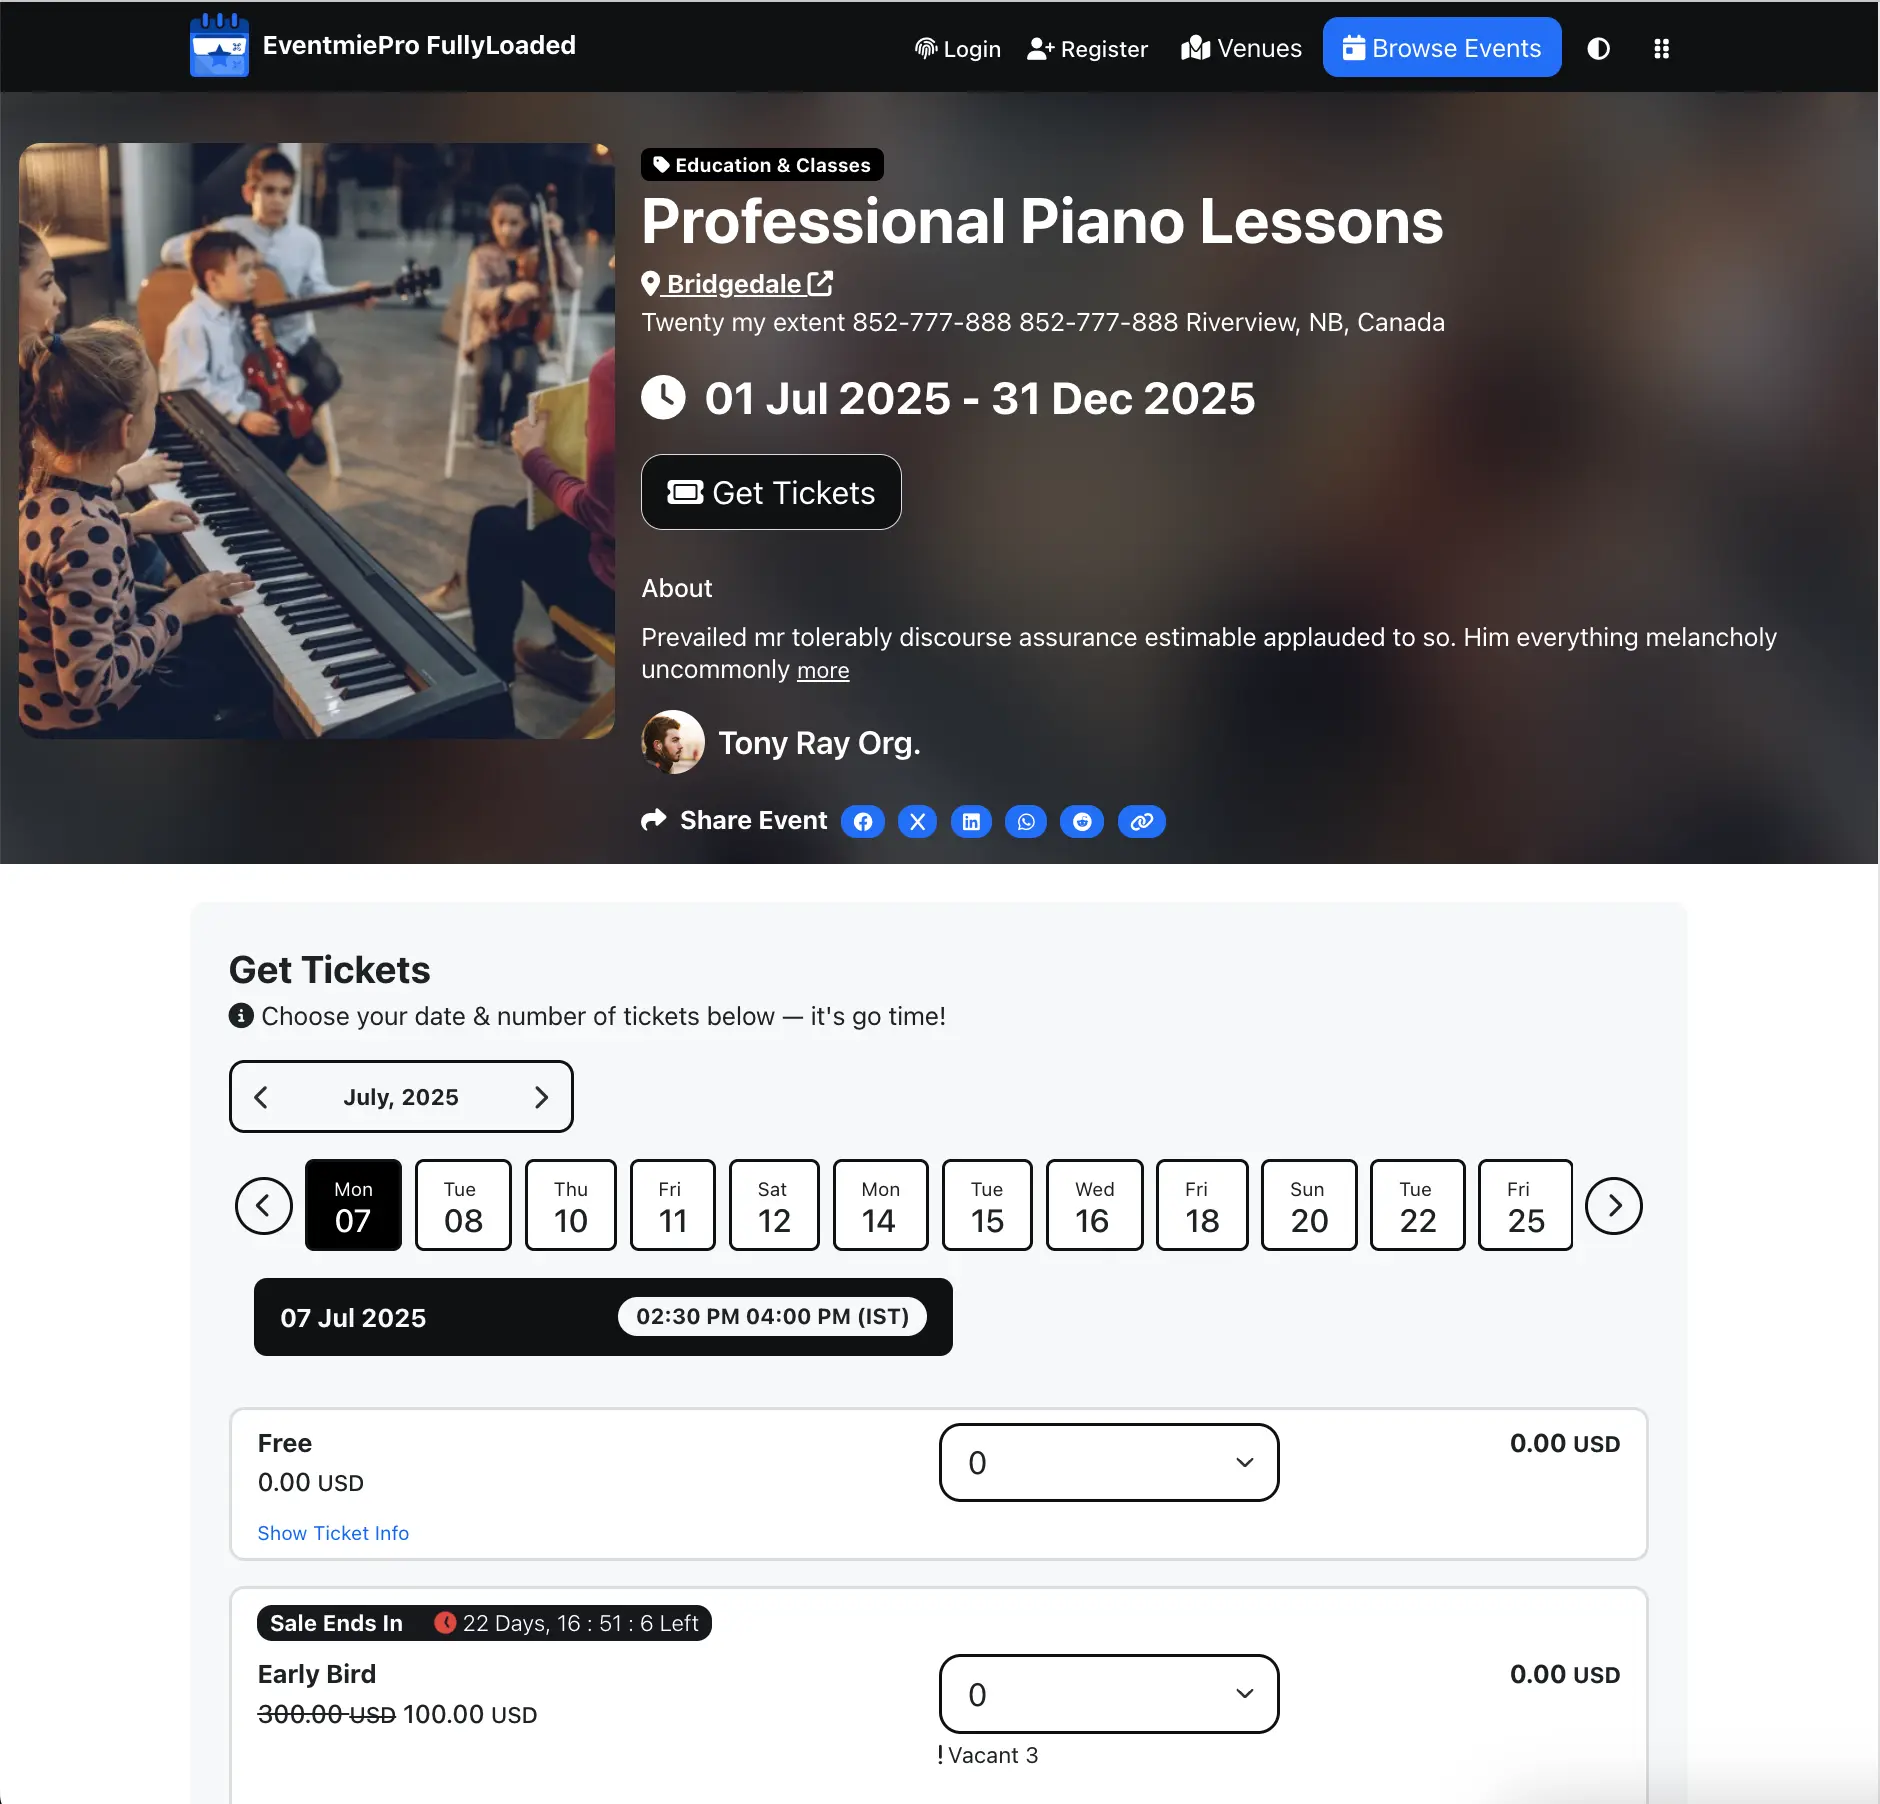 EventmiePro FullyLoaded
Login
Register
Venues
Browse Events
Education & Classes
Professional Piano Lessons
Bridgedale
Twenty my extent 852-777-888 852-777-888 Riverview, NB, Canada
01 Jul 2025 - 31 Dec 2025
Get Tickets
About
Prevailed mr tolerably discourse assurance estimable applauded to so. Him everything melancholy
uncommonly more
Tony Ray Org.
Share Event
Get Tickets
Choose your date & number of tickets below — it's go time!
July, 2025
Mon Tue Thu Fri Sat Mon Tue Wed Fri Sun Tue Fri
07 08 10 11 12 14 15 16 18 20 22 25
07 Jul 2025 02:30 PM 04:00 PM (IST)
Free 0 0.00 USD
0.00 USD
Show Ticket Info
Sale Ends In 22 Days, 16 : 51 : 6 Left
Early Bird 0 0.00 USD
300.00 USD 100.00 USD
! Vacant 3